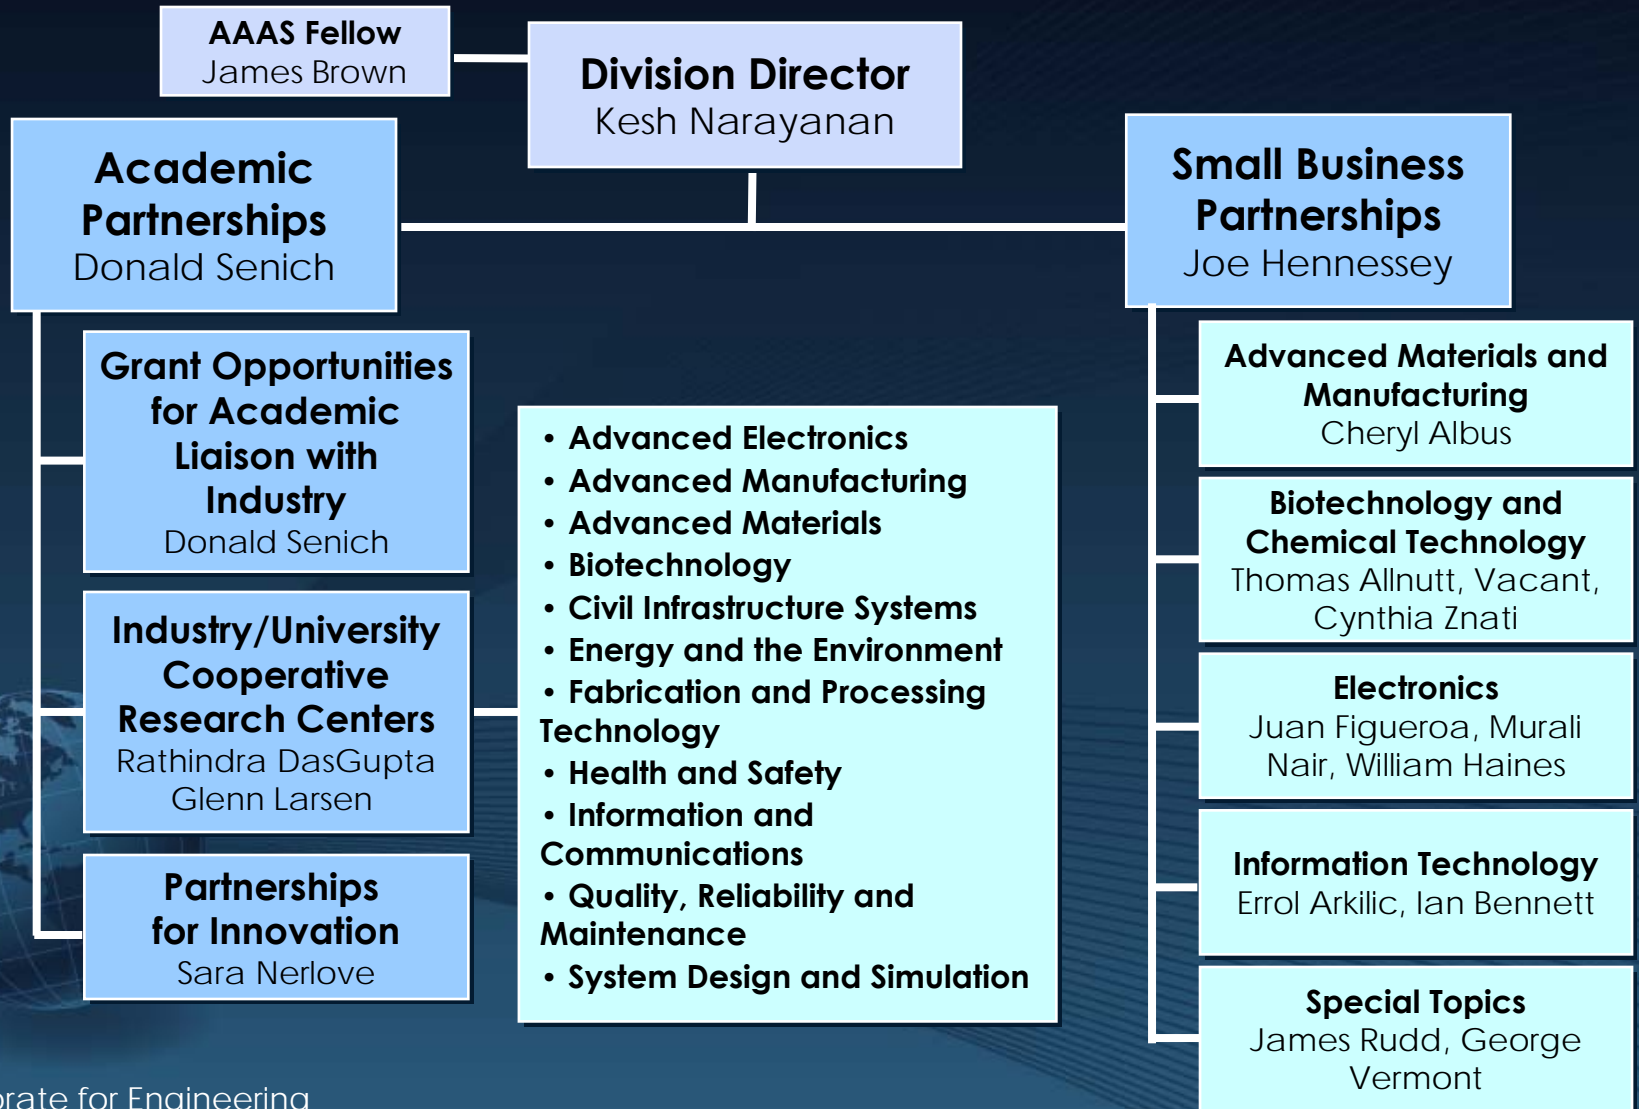 AAAS Fellow
James Brown
Division Director
Kesh Narayanan
Academic
Partnerships
Donald Senich
Small Business
Partnerships
Joe Hennessey
Grant Opportunities
for Academic
Liaison with
Industry
Donald Senich
Industry/University
Cooperative
Research Centers
Rathindra DasGupta
Glenn Larsen
Partnerships
for Innovation
Sara Nerlove
• Advanced Electronics
• Advanced Manufacturing
• Advanced Materials
• Biotechnology
• Civil Infrastructure Systems
• Energy and the Environment
• Fabrication and Processing
Technology
• Health and Safety
• Information and
Communications
• Quality, Reliability and
Maintenance
• System Design and Simulation
Advanced Materials and
Manufacturing
Cheryl Albus
Biotechnology and
Chemical Technology
Thomas Allnutt, Vacant,
Cynthia Znati
Electronics
Juan Figueroa, Murali
Nair, William Haines
Information Technology
Errol Arkilic, Ian Bennett
Special Topics
James Rudd, George
Vermont
for Engineering